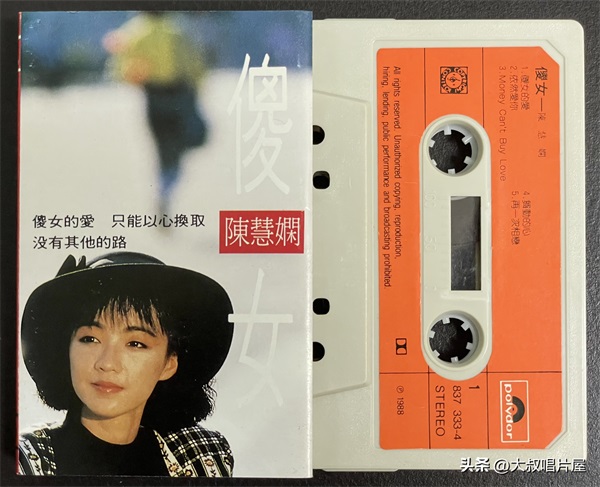 傻
女
陳慧嫻
傻女的愛 只能以心換取
沒有其他的路
傻女—陳慧嫻
1. 傻女的愛
2. 依然愛你
3. Money Can't Buy Love
4. 飄動的心
5. 再一次相戀
All rights reserved. Unauthorized copying, reproduction,
hiring, lending, public performance and broadcasting prohibited.
℗ 1988
1
837 333-4
STEREO
polydor
头条 @大叔唱片屋